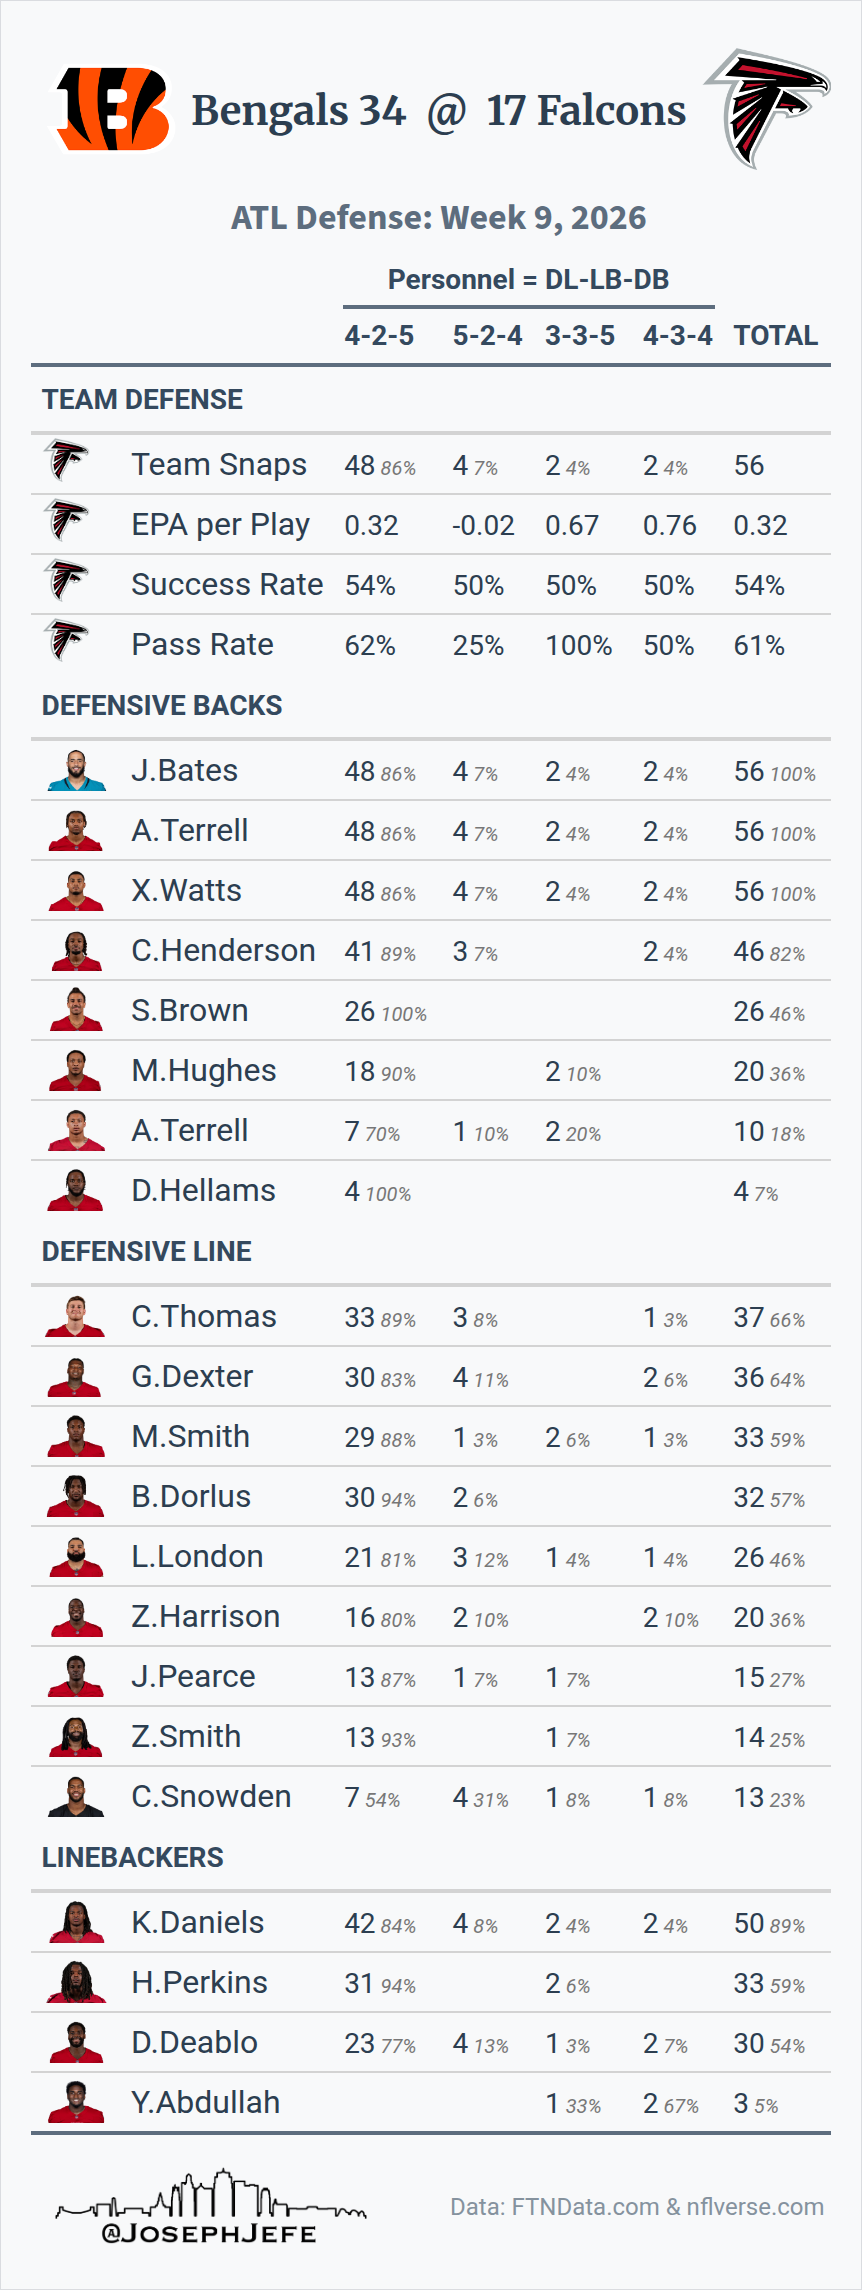 Bengals 34 @ 17 Falcons
ATL Defense: Week 9, 2026
Personnel = DL-LB-DB
4-2-5 5-2-4 3-3-5 4-3-4 TOTAL
TEAM DEFENSE
Team Snaps 48 86% 4 7% 2 4% 2 4% 56
EPA per Play 0.32 -0.02 0.67 0.76 0.32
Success Rate 54% 50% 50% 50% 54%
Pass Rate 62% 25% 100% 50% 61%
DEFENSIVE BACKS
J.Bates 48 86% 4 7% 2 4% 2 4% 56 100%
A.Terrell 48 86% 4 7% 2 4% 2 4% 56 100%
X.Watts 48 86% 4 7% 2 4% 2 4% 56 100%
C.Henderson 41 89% 3 7% 2 4% 46 82%
S.Brown 26 100% 26 46%
M.Hughes 18 90% 2 10% 20 36%
A.Terrell 7 70% 1 10% 2 20% 10 18%
D.Hellams 4 100% 4 7%
DEFENSIVE LINE
C.Thomas 33 89% 3 8% 1 3% 37 66%
G.Dexter 30 83% 4 11% 2 6% 36 64%
M.Smith 29 88% 1 3% 2 6% 1 3% 33 59%
B.Dorlus 30 94% 2 6% 32 57%
L.London 21 81% 3 12% 1 4% 1 4% 26 46%
Z.Harrison 16 80% 2 10% 2 10% 20 36%
J.Pearce 13 87% 1 7% 1 7% 15 27%
Z.Smith 13 93% 1 7% 14 25%
C.Snowden 7 54% 4 31% 1 8% 1 8% 13 23%
LINEBACKERS
K.Daniels 42 84% 4 8% 2 4% 2 4% 50 89%
H.Perkins 31 94% 2 6% 33 59%
D.Deablo 23 77% 4 13% 1 3% 2 7% 30 54%
Y.Abdullah 1 33% 2 67% 3 5%
@JOSEPHJEFE
Data: FTNData.com & nflverse.com